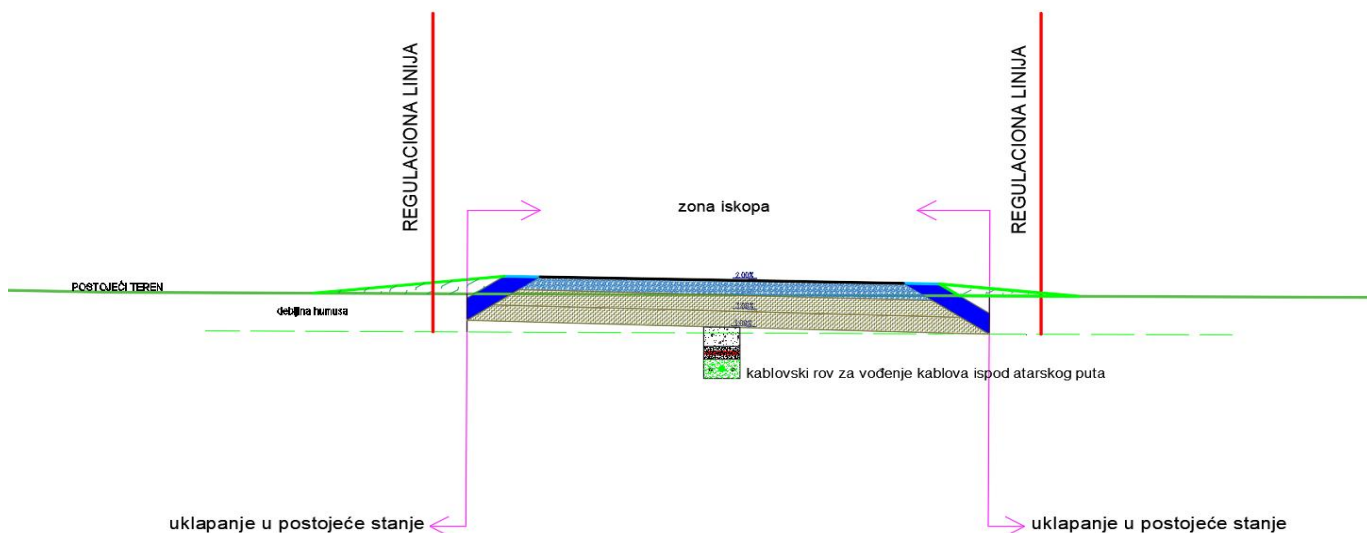 REGULACIONA LINIJA
REGULACIONA LINIJA
zona iskopa
2.00%
POSTOJEĆI TEREN
debljina humusa
kablovski rov za vođenje kablova ispod atarskog puta
uklapanje u postojeće stanje
uklapanje u postojeće stanje